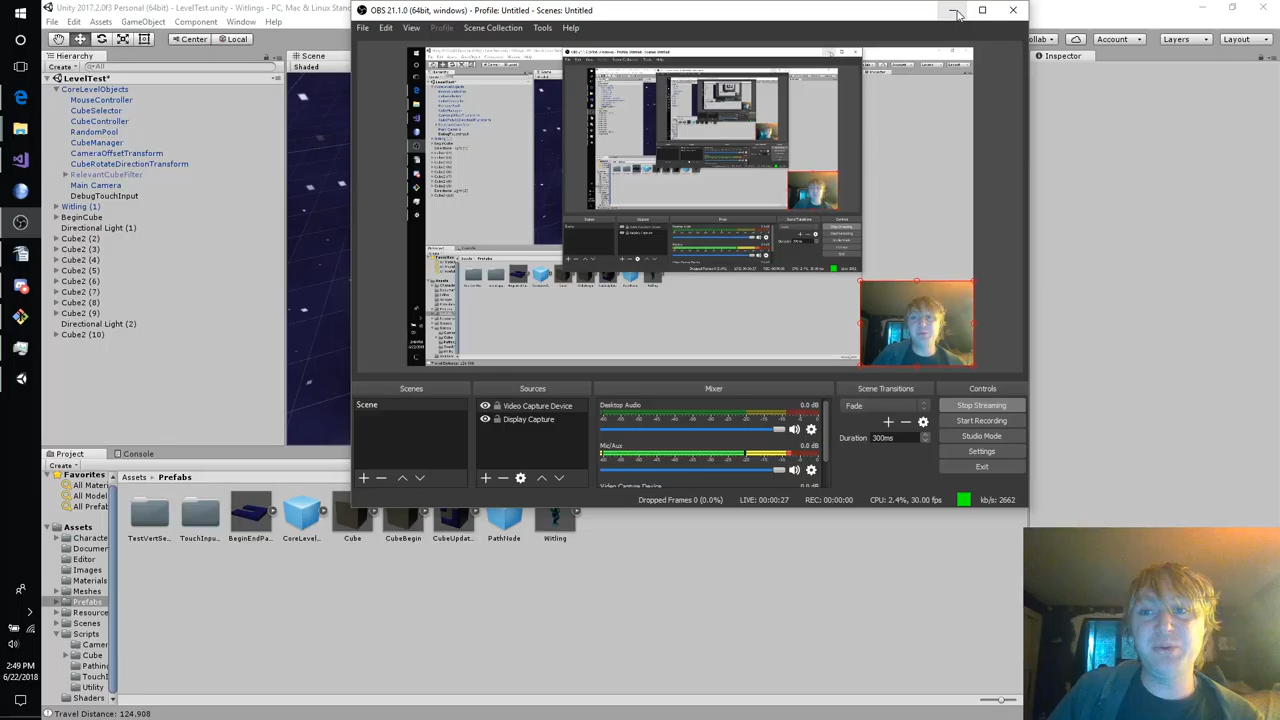 Unity 2017.2.0f3 Personal (64bit) - LevelTest.unity - Witlings - PC, Mac & Linux Stand
File Edit Assets GameObject Component Window Help
Center Local
Collab Account Layers Layout
Hierarchy
Create All
LevelTest*
CoreLevelObjects
MouseController
CubeSelector
CubeController
RandomPool
CubeManager
CameraOffsetTransform
CubeRotateDirectionTransform
RelevantCubeFilter
Main Camera
DebugTouchInput
Witling (1)
BeginCube
Directional Light (1)
Cube2 (2)
Cube2 (3)
Cube2 (4)
Cube2 (5)
Cube2 (6)
Cube2 (7)
Cube2 (8)
Cube2 (9)
Directional Light (2)
Cube2 (10)
Scene
Shaded
Inspector
OBS 21.1.0 (64bit, windows) - Profile: Untitled - Scenes: Untitled
File Edit View Profile Scene Collection Tools Help
Scenes
Scene
Sources
Video Capture Device
Display Capture
Mixer
Desktop Audio 0.0 dB
Mic/Aux 0.0 dB
Video Capture Device
Scene Transitions
Fade
Duration 300ms
Controls
Stop Streaming
Start Recording
Studio Mode
Settings
Exit
Dropped Frames 0 (0.0%) LIVE: 00:00:27 REC: 00:00:00 CPU: 2.4%, 30.00 fps kb/s: 2662
Project Console
Create
Favorites
All Materi
All Model
All Prefab
Assets
Characte
Documen
Editor
Images
Materials
Meshes
Prefabs
Resource
Scenes
Scripts
Camer
Cube
Pathin
TouchI
Utility
Shaders
Assets Prefabs
TestVertSe... TouchInpu... BeginEndPa... CoreLevel... Cube CubeBegin CubeUpdat... PathNode Witling
Travel Distance: 124.908
2:49 PM
6/22/2018